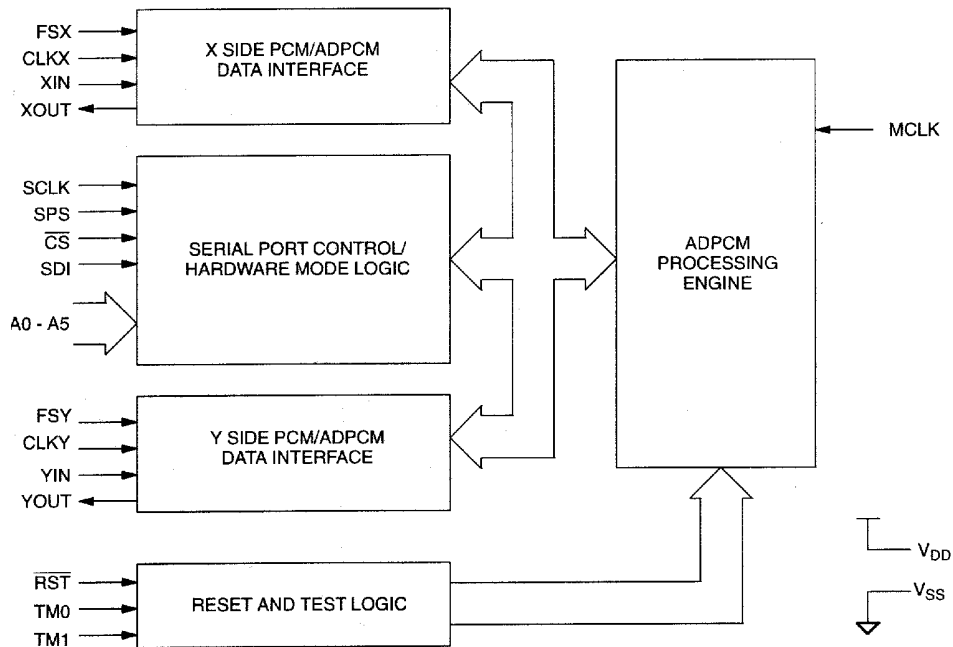 FSX
CLKX
XIN
XOUT
X SIDE PCM/ADPCM
DATA INTERFACE
SCLK
SPS
C̅S̅
SDI
A0 - A5
SERIAL PORT CONTROL/
HARDWARE MODE LOGIC
FSY
CLKY
YIN
YOUT
Y SIDE PCM/ADPCM
DATA INTERFACE
R̅S̅T̅
TM0
TM1
RESET AND TEST LOGIC
ADPCM
PROCESSING
ENGINE
MCLK
VDD
VSS